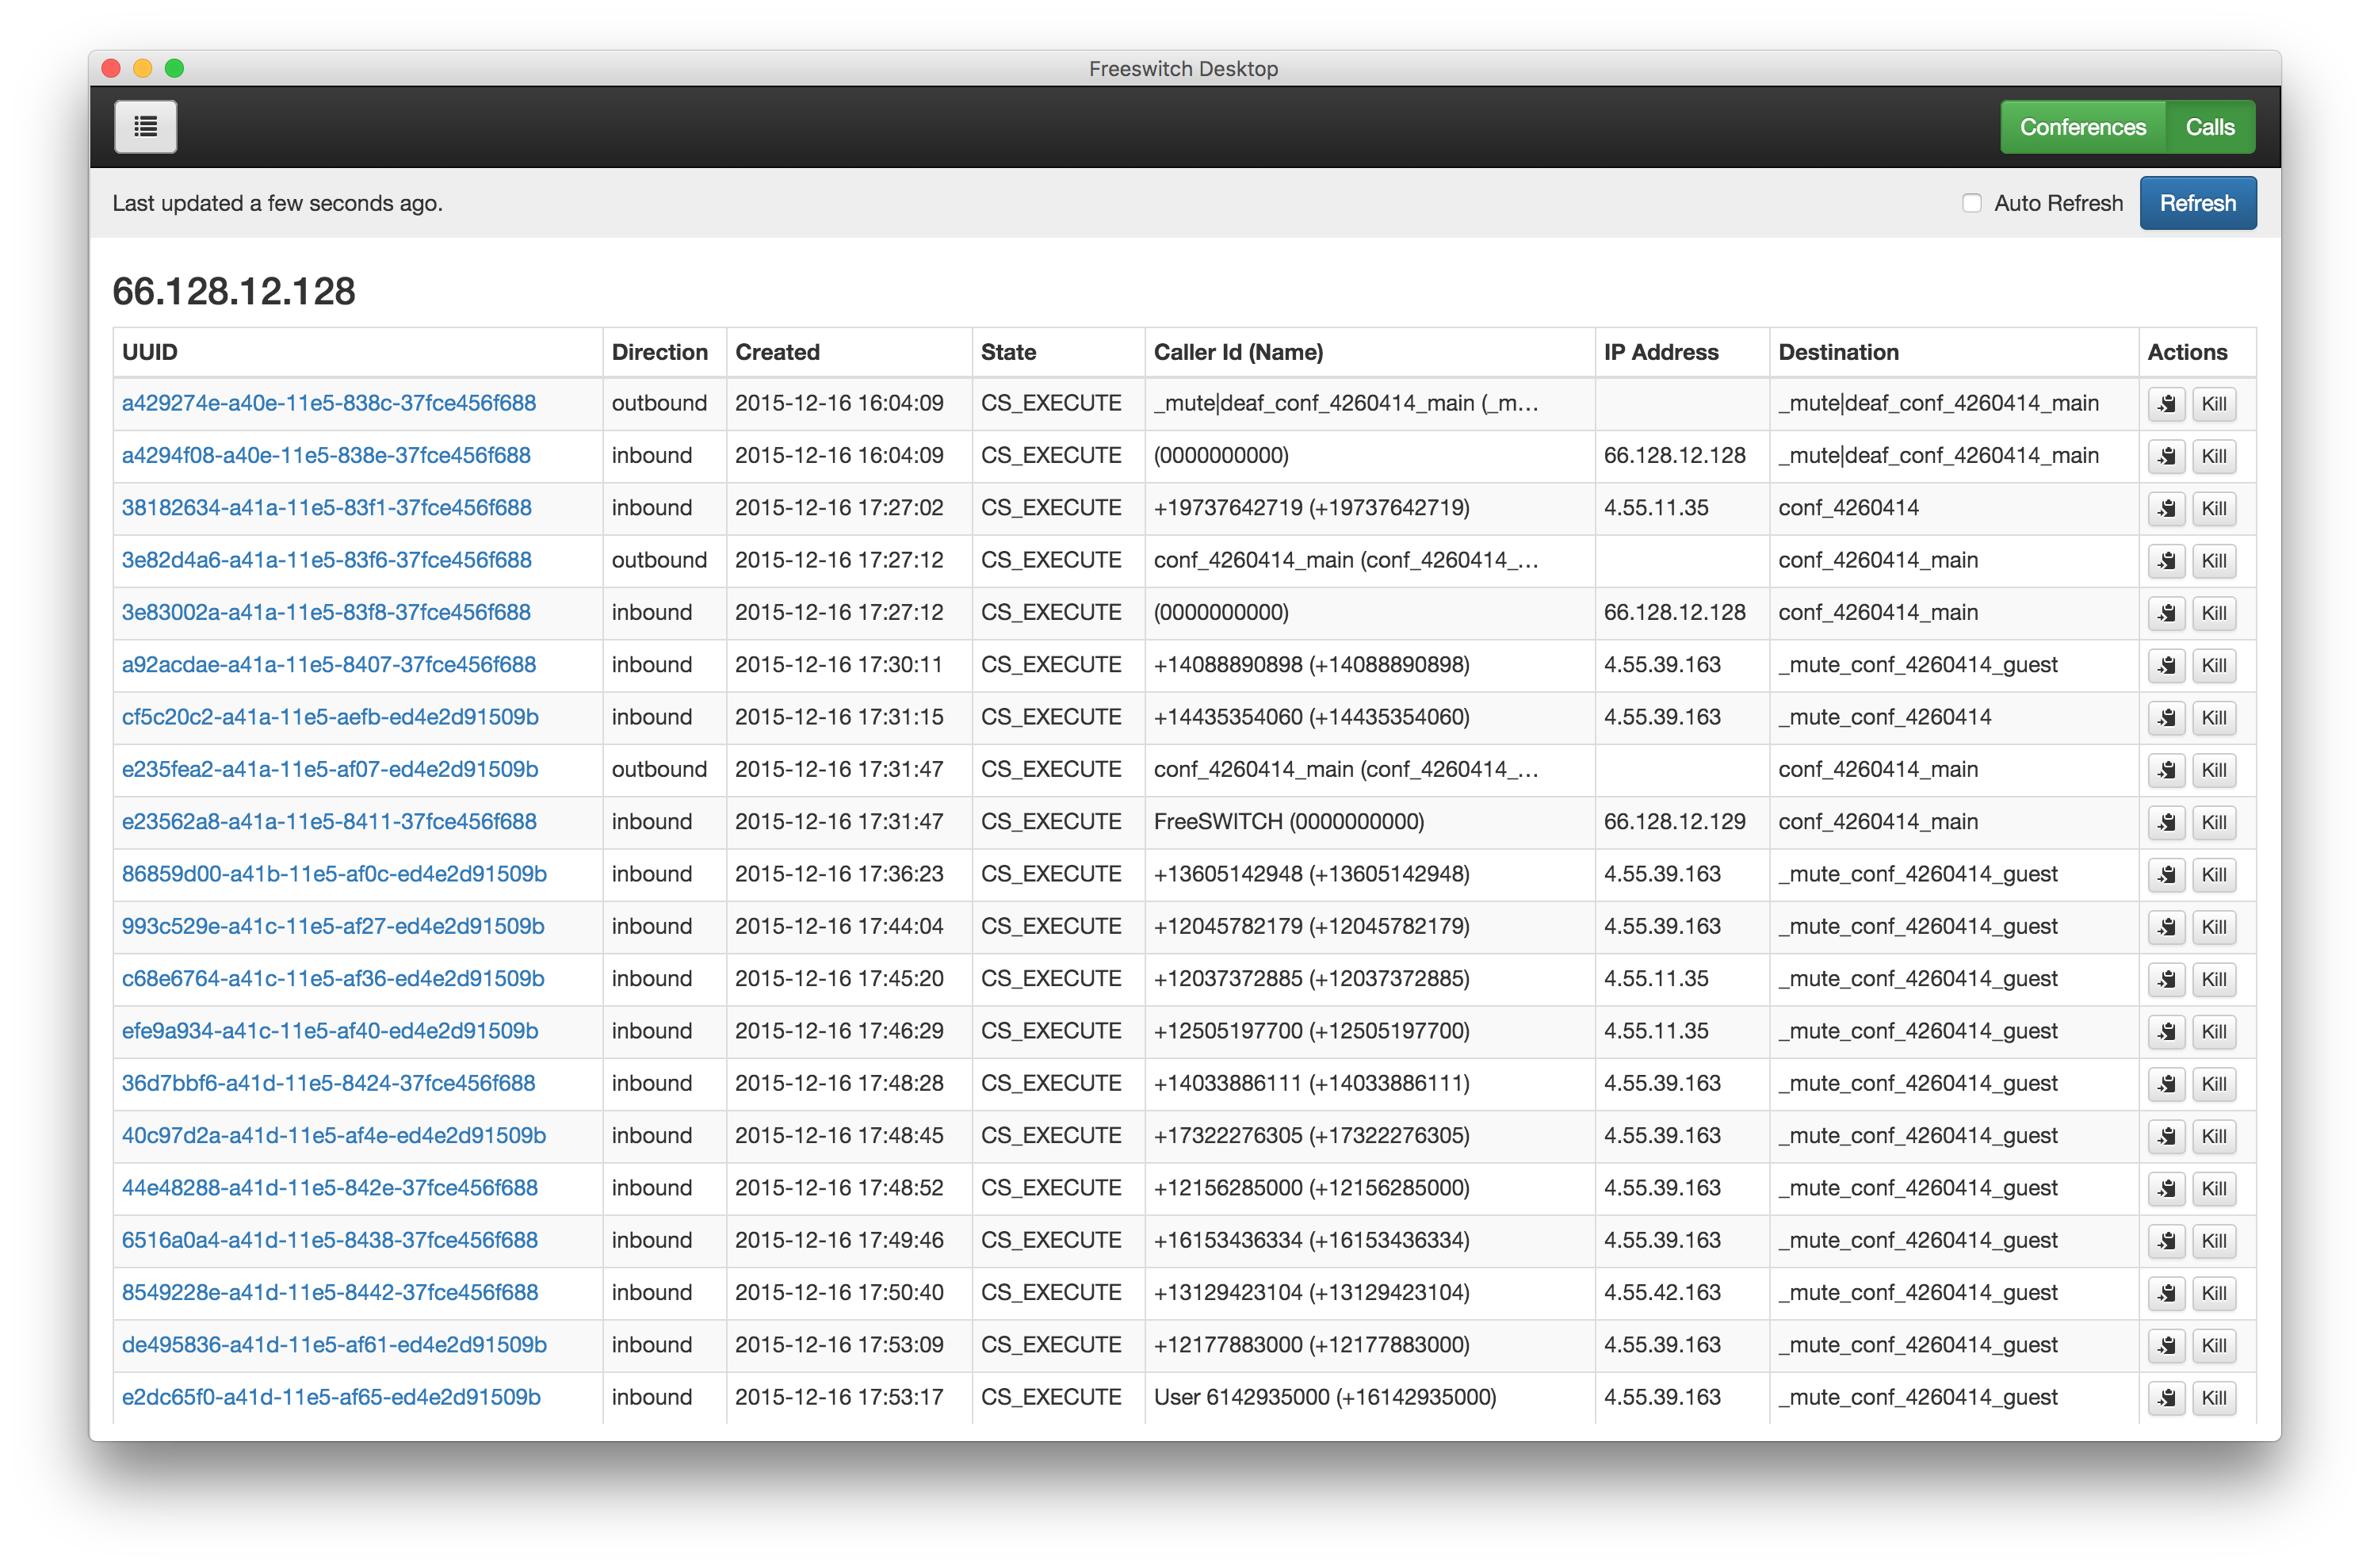 Freeswitch Desktop
Conferences Calls
Last updated a few seconds ago. Auto Refresh Refresh
66.128.12.128
UUID Direction Created State Caller Id (Name) IP Address Destination Actions
a429274e-a40e-11e5-838c-37fce456f688 outbound 2015-12-16 16:04:09 CS_EXECUTE _mute|deaf_conf_4260414_main (_m… _mute|deaf_conf_4260414_main Kill
a4294f08-a40e-11e5-838e-37fce456f688 inbound 2015-12-16 16:04:09 CS_EXECUTE (0000000000) 66.128.12.128 _mute|deaf_conf_4260414_main Kill
38182634-a41a-11e5-83f1-37fce456f688 inbound 2015-12-16 17:27:02 CS_EXECUTE +19737642719 (+19737642719) 4.55.11.35 conf_4260414 Kill
3e82d4a6-a41a-11e5-83f6-37fce456f688 outbound 2015-12-16 17:27:12 CS_EXECUTE conf_4260414_main (conf_4260414_… conf_4260414_main Kill
3e83002a-a41a-11e5-83f8-37fce456f688 inbound 2015-12-16 17:27:12 CS_EXECUTE (0000000000) 66.128.12.128 conf_4260414_main Kill
a92acdae-a41a-11e5-8407-37fce456f688 inbound 2015-12-16 17:30:11 CS_EXECUTE +14088890898 (+14088890898) 4.55.39.163 _mute_conf_4260414_guest Kill
cf5c20c2-a41a-11e5-aefb-ed4e2d91509b inbound 2015-12-16 17:31:15 CS_EXECUTE +14435354060 (+14435354060) 4.55.39.163 _mute_conf_4260414 Kill
e235fea2-a41a-11e5-af07-ed4e2d91509b outbound 2015-12-16 17:31:47 CS_EXECUTE conf_4260414_main (conf_4260414_… conf_4260414_main Kill
e23562a8-a41a-11e5-8411-37fce456f688 inbound 2015-12-16 17:31:47 CS_EXECUTE FreeSWITCH (0000000000) 66.128.12.129 conf_4260414_main Kill
86859d00-a41b-11e5-af0c-ed4e2d91509b inbound 2015-12-16 17:36:23 CS_EXECUTE +13605142948 (+13605142948) 4.55.39.163 _mute_conf_4260414_guest Kill
993c529e-a41c-11e5-af27-ed4e2d91509b inbound 2015-12-16 17:44:04 CS_EXECUTE +12045782179 (+12045782179) 4.55.39.163 _mute_conf_4260414_guest Kill
c68e6764-a41c-11e5-af36-ed4e2d91509b inbound 2015-12-16 17:45:20 CS_EXECUTE +12037372885 (+12037372885) 4.55.11.35 _mute_conf_4260414_guest Kill
efe9a934-a41c-11e5-af40-ed4e2d91509b inbound 2015-12-16 17:46:29 CS_EXECUTE +12505197700 (+12505197700) 4.55.11.35 _mute_conf_4260414_guest Kill
36d7bbf6-a41d-11e5-8424-37fce456f688 inbound 2015-12-16 17:48:28 CS_EXECUTE +14033886111 (+14033886111) 4.55.39.163 _mute_conf_4260414_guest Kill
40c97d2a-a41d-11e5-af4e-ed4e2d91509b inbound 2015-12-16 17:48:45 CS_EXECUTE +17322276305 (+17322276305) 4.55.39.163 _mute_conf_4260414_guest Kill
44e48288-a41d-11e5-842e-37fce456f688 inbound 2015-12-16 17:48:52 CS_EXECUTE +12156285000 (+12156285000) 4.55.39.163 _mute_conf_4260414_guest Kill
6516a0a4-a41d-11e5-8438-37fce456f688 inbound 2015-12-16 17:49:46 CS_EXECUTE +16153436334 (+16153436334) 4.55.39.163 _mute_conf_4260414_guest Kill
8549228e-a41d-11e5-8442-37fce456f688 inbound 2015-12-16 17:50:40 CS_EXECUTE +13129423104 (+13129423104) 4.55.42.163 _mute_conf_4260414_guest Kill
de495836-a41d-11e5-af61-ed4e2d91509b inbound 2015-12-16 17:53:09 CS_EXECUTE +12177883000 (+12177883000) 4.55.39.163 _mute_conf_4260414_guest Kill
e2dc65f0-a41d-11e5-af65-ed4e2d91509b inbound 2015-12-16 17:53:17 CS_EXECUTE User 6142935000 (+16142935000) 4.55.39.163 _mute_conf_4260414_guest Kill